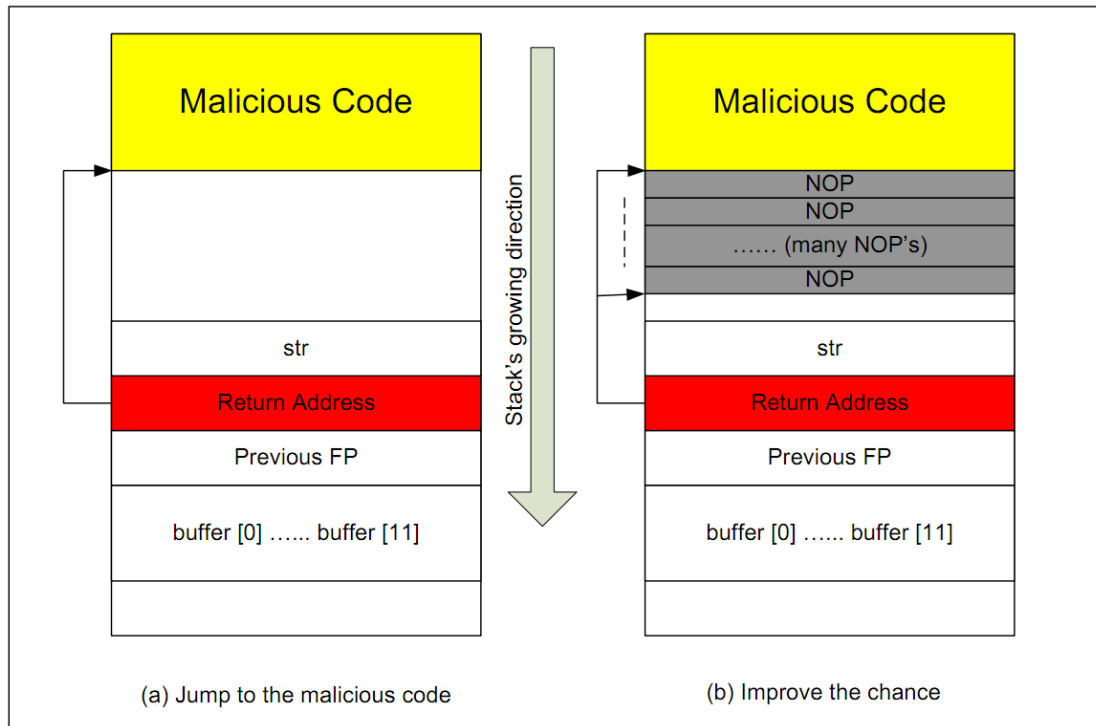 Malicious Code
str
Return Address
Previous FP
buffer [0] …... buffer [11]
(a) Jump to the malicious code
Stack's growing direction
Malicious Code
NOP
NOP
…... (many NOP's)
NOP
str
Return Address
Previous FP
buffer [0] …... buffer [11]
(b) Improve the chance